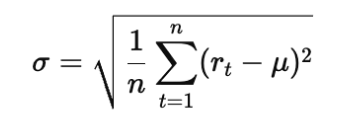 σ = √(1/n ∑_{t=1}^{n} (r_t − μ)²)